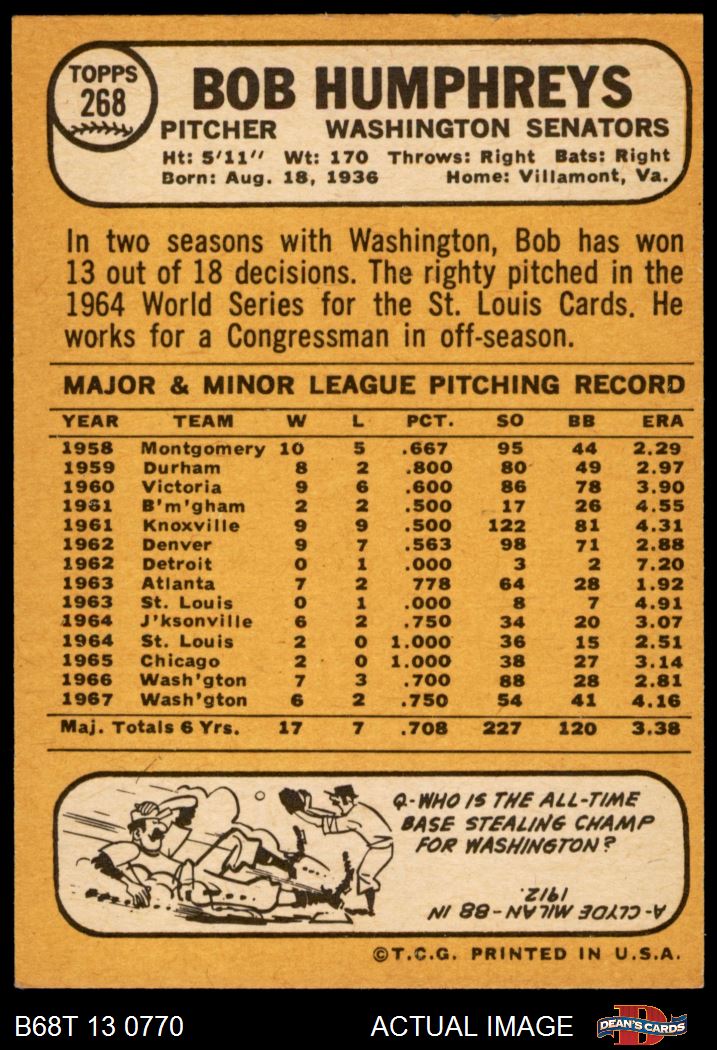 TOPPS
268
BOB HUMPHREYS
PITCHER WASHINGTON SENATORS
Ht: 5'11" Wt: 170 Throws: Right Bats: Right
Born: Aug. 18, 1936 Home: Villamont, Va.
In two seasons with Washington, Bob has won
13 out of 18 decisions. The righty pitched in the
1964 World Series for the St. Louis Cards. He
works for a Congressman in off-season.
MAJOR & MINOR LEAGUE PITCHING RECORD
YEAR TEAM W L PCT. SO BB ERA
1958 Montgomery 10 5 .667 95 44 2.29
1959 Durham 8 2 .800 80 49 2.97
1960 Victoria 9 6 .600 86 78 3.90
1961 B'm'gham 2 2 .500 17 26 4.55
1961 Knoxville 9 9 .500 122 81 4.31
1962 Denver 9 7 .563 98 71 2.88
1962 Detroit 0 1 .000 3 2 7.20
1963 Atlanta 7 2 778 64 28 1.92
1963 St. Louis 0 1 .000 8 7 4.91
1964 J'ksonville 6 2 .750 34 20 3.07
1964 St. Louis 2 0 1.000 36 15 2.51
1965 Chicago 2 0 1.000 38 27 3.14
1966 Wash'gton 7 3 .700 88 28 2.81
1967 Wash'gton 6 2 .750 54 41 4.16
Maj. Totals 6 Yrs. 17 7 .708 227 120 3.38
Q-WHO IS THE ALL-TIME
BASE STEALING CHAMP
FOR WASHINGTON?
A-CLYDE MILAN-88 IN
1912.
©T.C.G. PRINTED IN U.S.A.
B68T 13 0770 ACTUAL IMAGE
D
DEAN'S CARDS